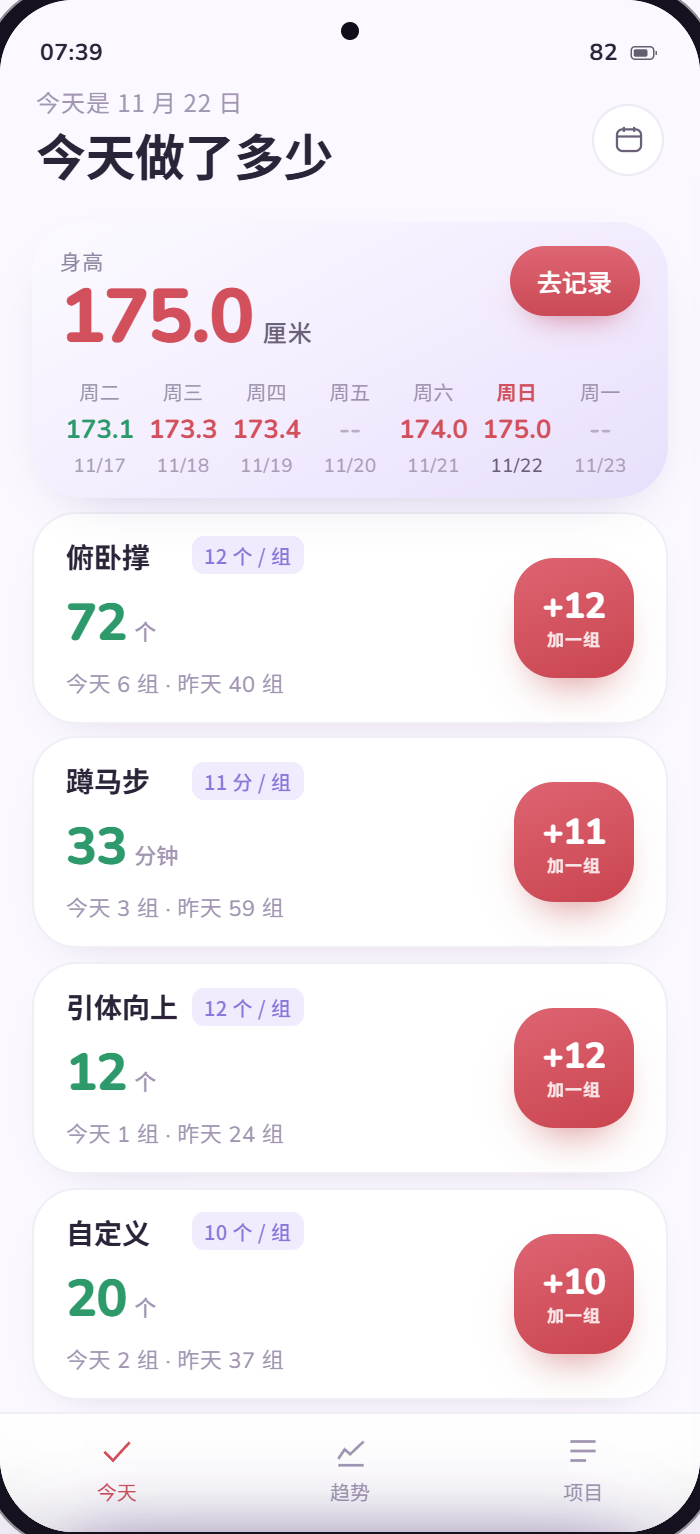 07:39
82
今天是 11 月 22 日
今天做了多少
身高
175.0 厘米
去记录
周二 周三 周四 周五 周六 周日 周一
173.1 173.3 173.4 -- 174.0 175.0 --
11/17 11/18 11/19 11/20 11/21 11/22 11/23
俯卧撑 12 个 / 组
72 个
今天 6 组 · 昨天 40 组
+12
加一组
蹲马步 11 分 / 组
33 分钟
今天 3 组 · 昨天 59 组
+11
加一组
引体向上 12 个 / 组
12 个
今天 1 组 · 昨天 24 组
+12
加一组
自定义 10 个 / 组
20 个
今天 2 组 · 昨天 37 组
+10
加一组
今天 趋势 项目